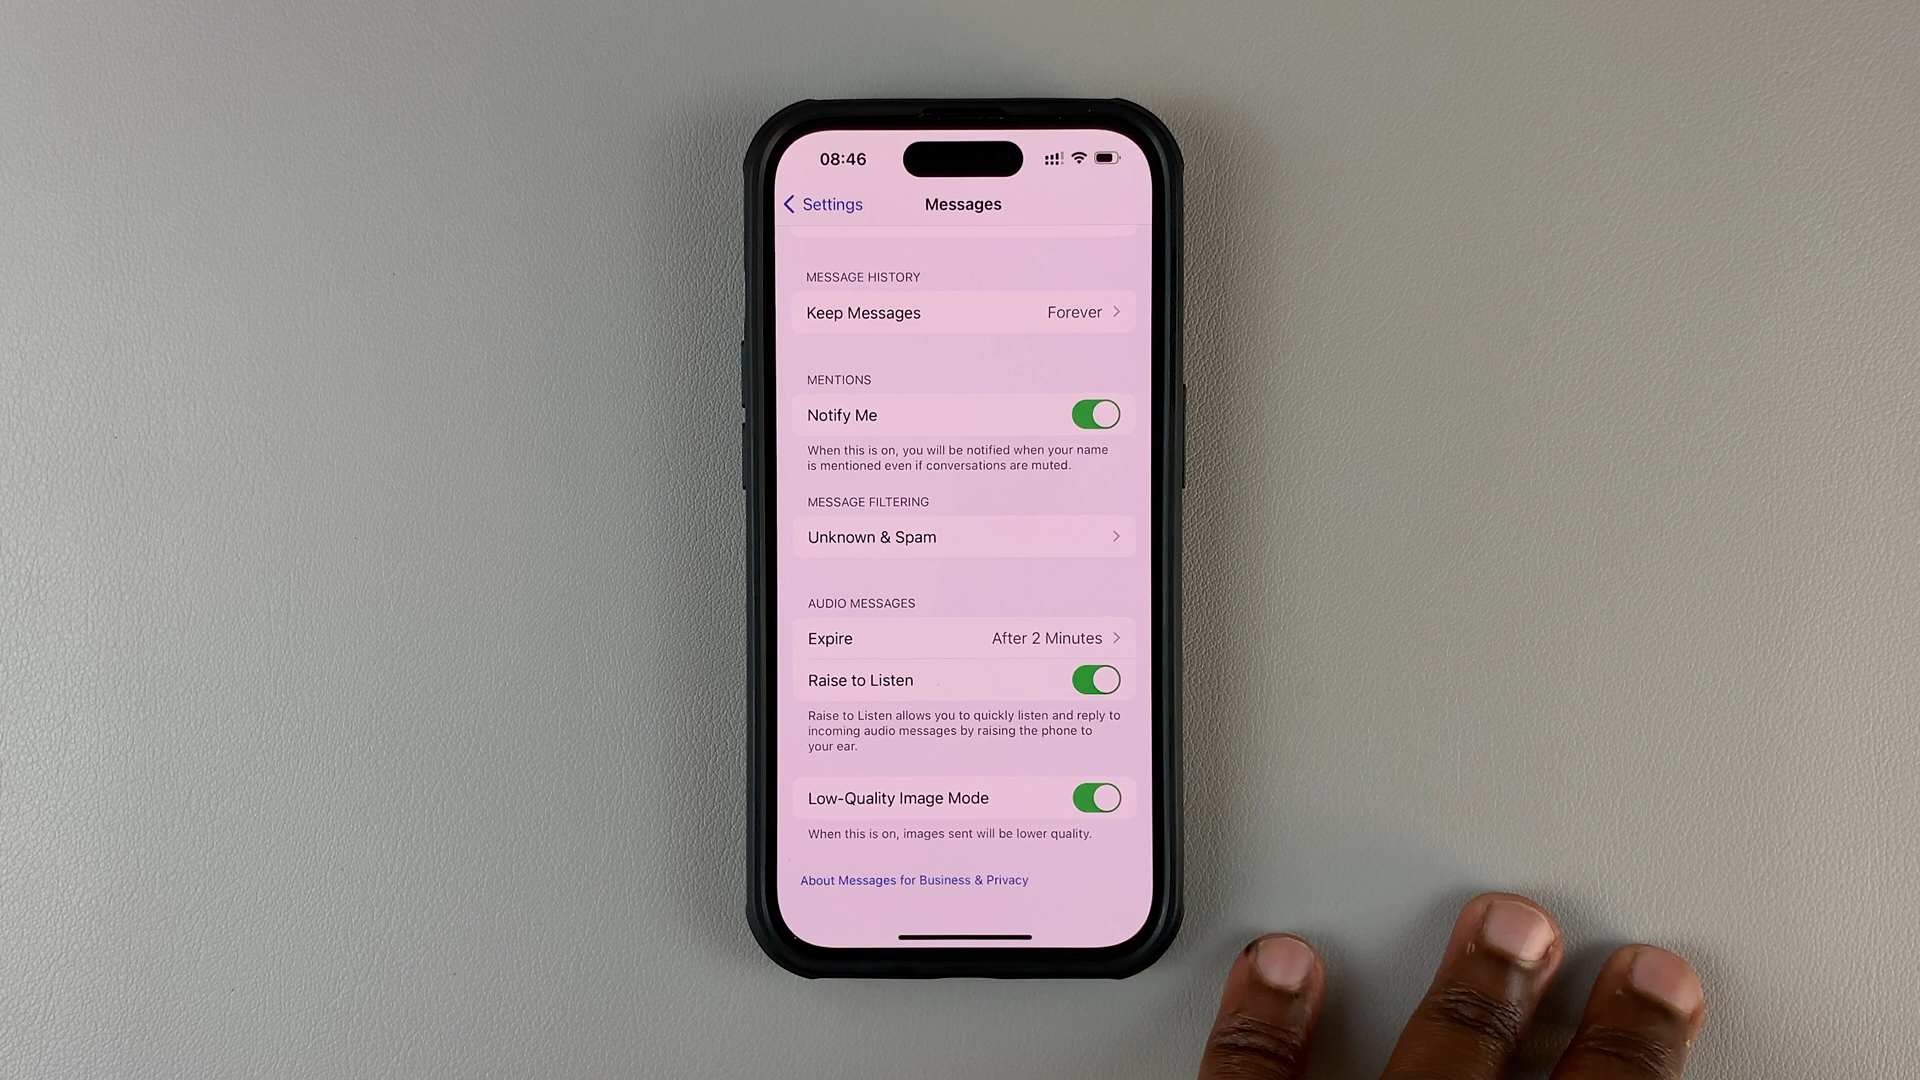 08:46
Settings
Messages
MESSAGE HISTORY
Keep Messages Forever
MENTIONS
Notify Me
When this is on, you will be notified when your name
is mentioned even if conversations are muted.
MESSAGE FILTERING
Unknown & Spam
AUDIO MESSAGES
Expire After 2 Minutes
Raise to Listen
Raise to Listen allows you to quickly listen and reply to
incoming audio messages by raising the phone to
your ear.
Low-Quality Image Mode
When this is on, images sent will be lower quality.
About Messages for Business & Privacy